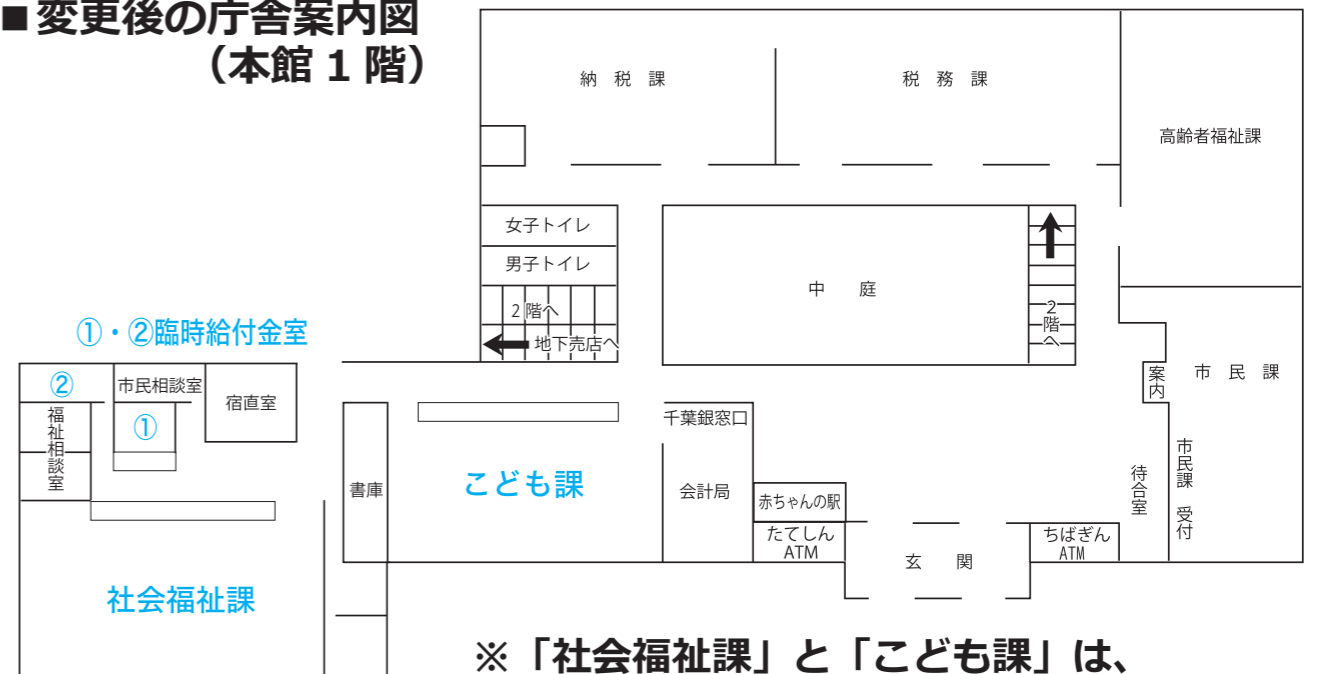 ■変更後の庁舎案内図
（本館1階）
納税課
税務課
高齢者福祉課
女子トイレ
男子トイレ
2階へ
地下売店へ
中庭
2階へ
①・②臨時給付金室
②
市民相談室
宿直室
①
福祉相談室
書庫
こども課
千葉銀窓口
会計局
赤ちゃんの駅
たてしん
ATM
玄関
ちばぎん
ATM
待合室
案内
市民課
市民課 受付
社会福祉課
※「社会福祉課」と「こども課」は、